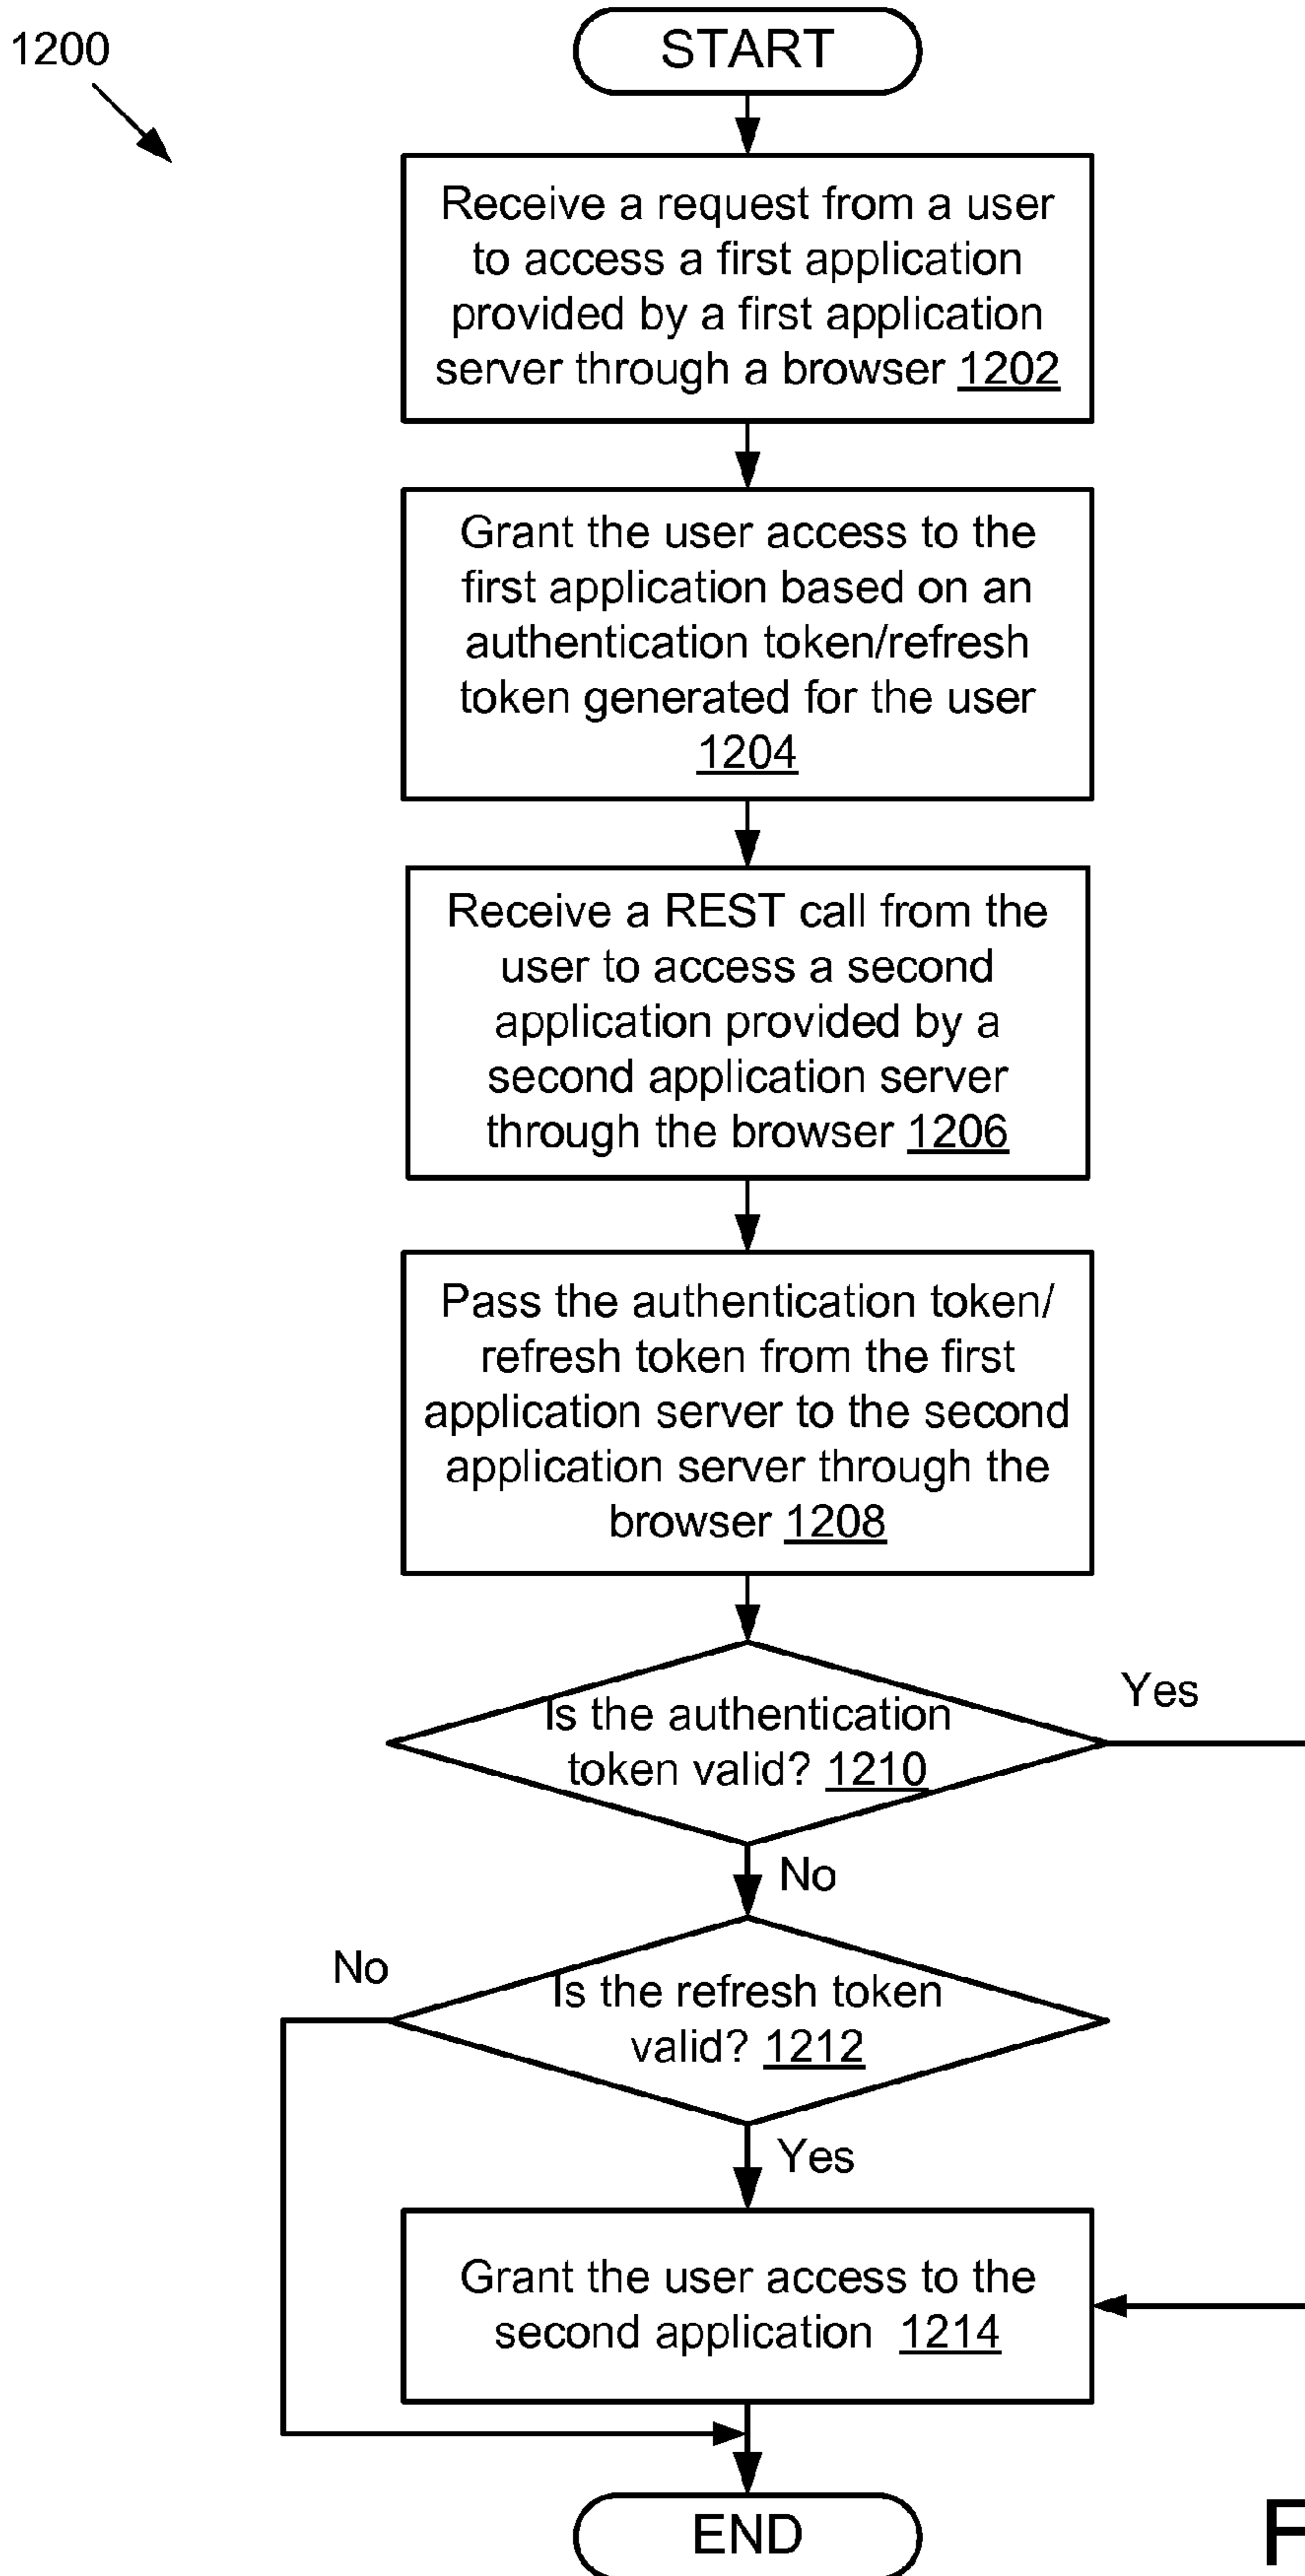 1200
START
Receive a request from a user
to access a first application
provided by a first application
server through a browser 1202
Grant the user access to the
first application based on an
authentication token/refresh
token generated for the user
1204
Receive a REST call from the
user to access a second
application provided by a
second application server
through the browser 1206
Pass the authentication token/
refresh token from the first
application server to the second
application server through the
browser 1208
Is the authentication
token valid? 1210
Yes
No
Is the refresh token
valid? 1212
No
Yes
Grant the user access to the
second application 1214
END
F